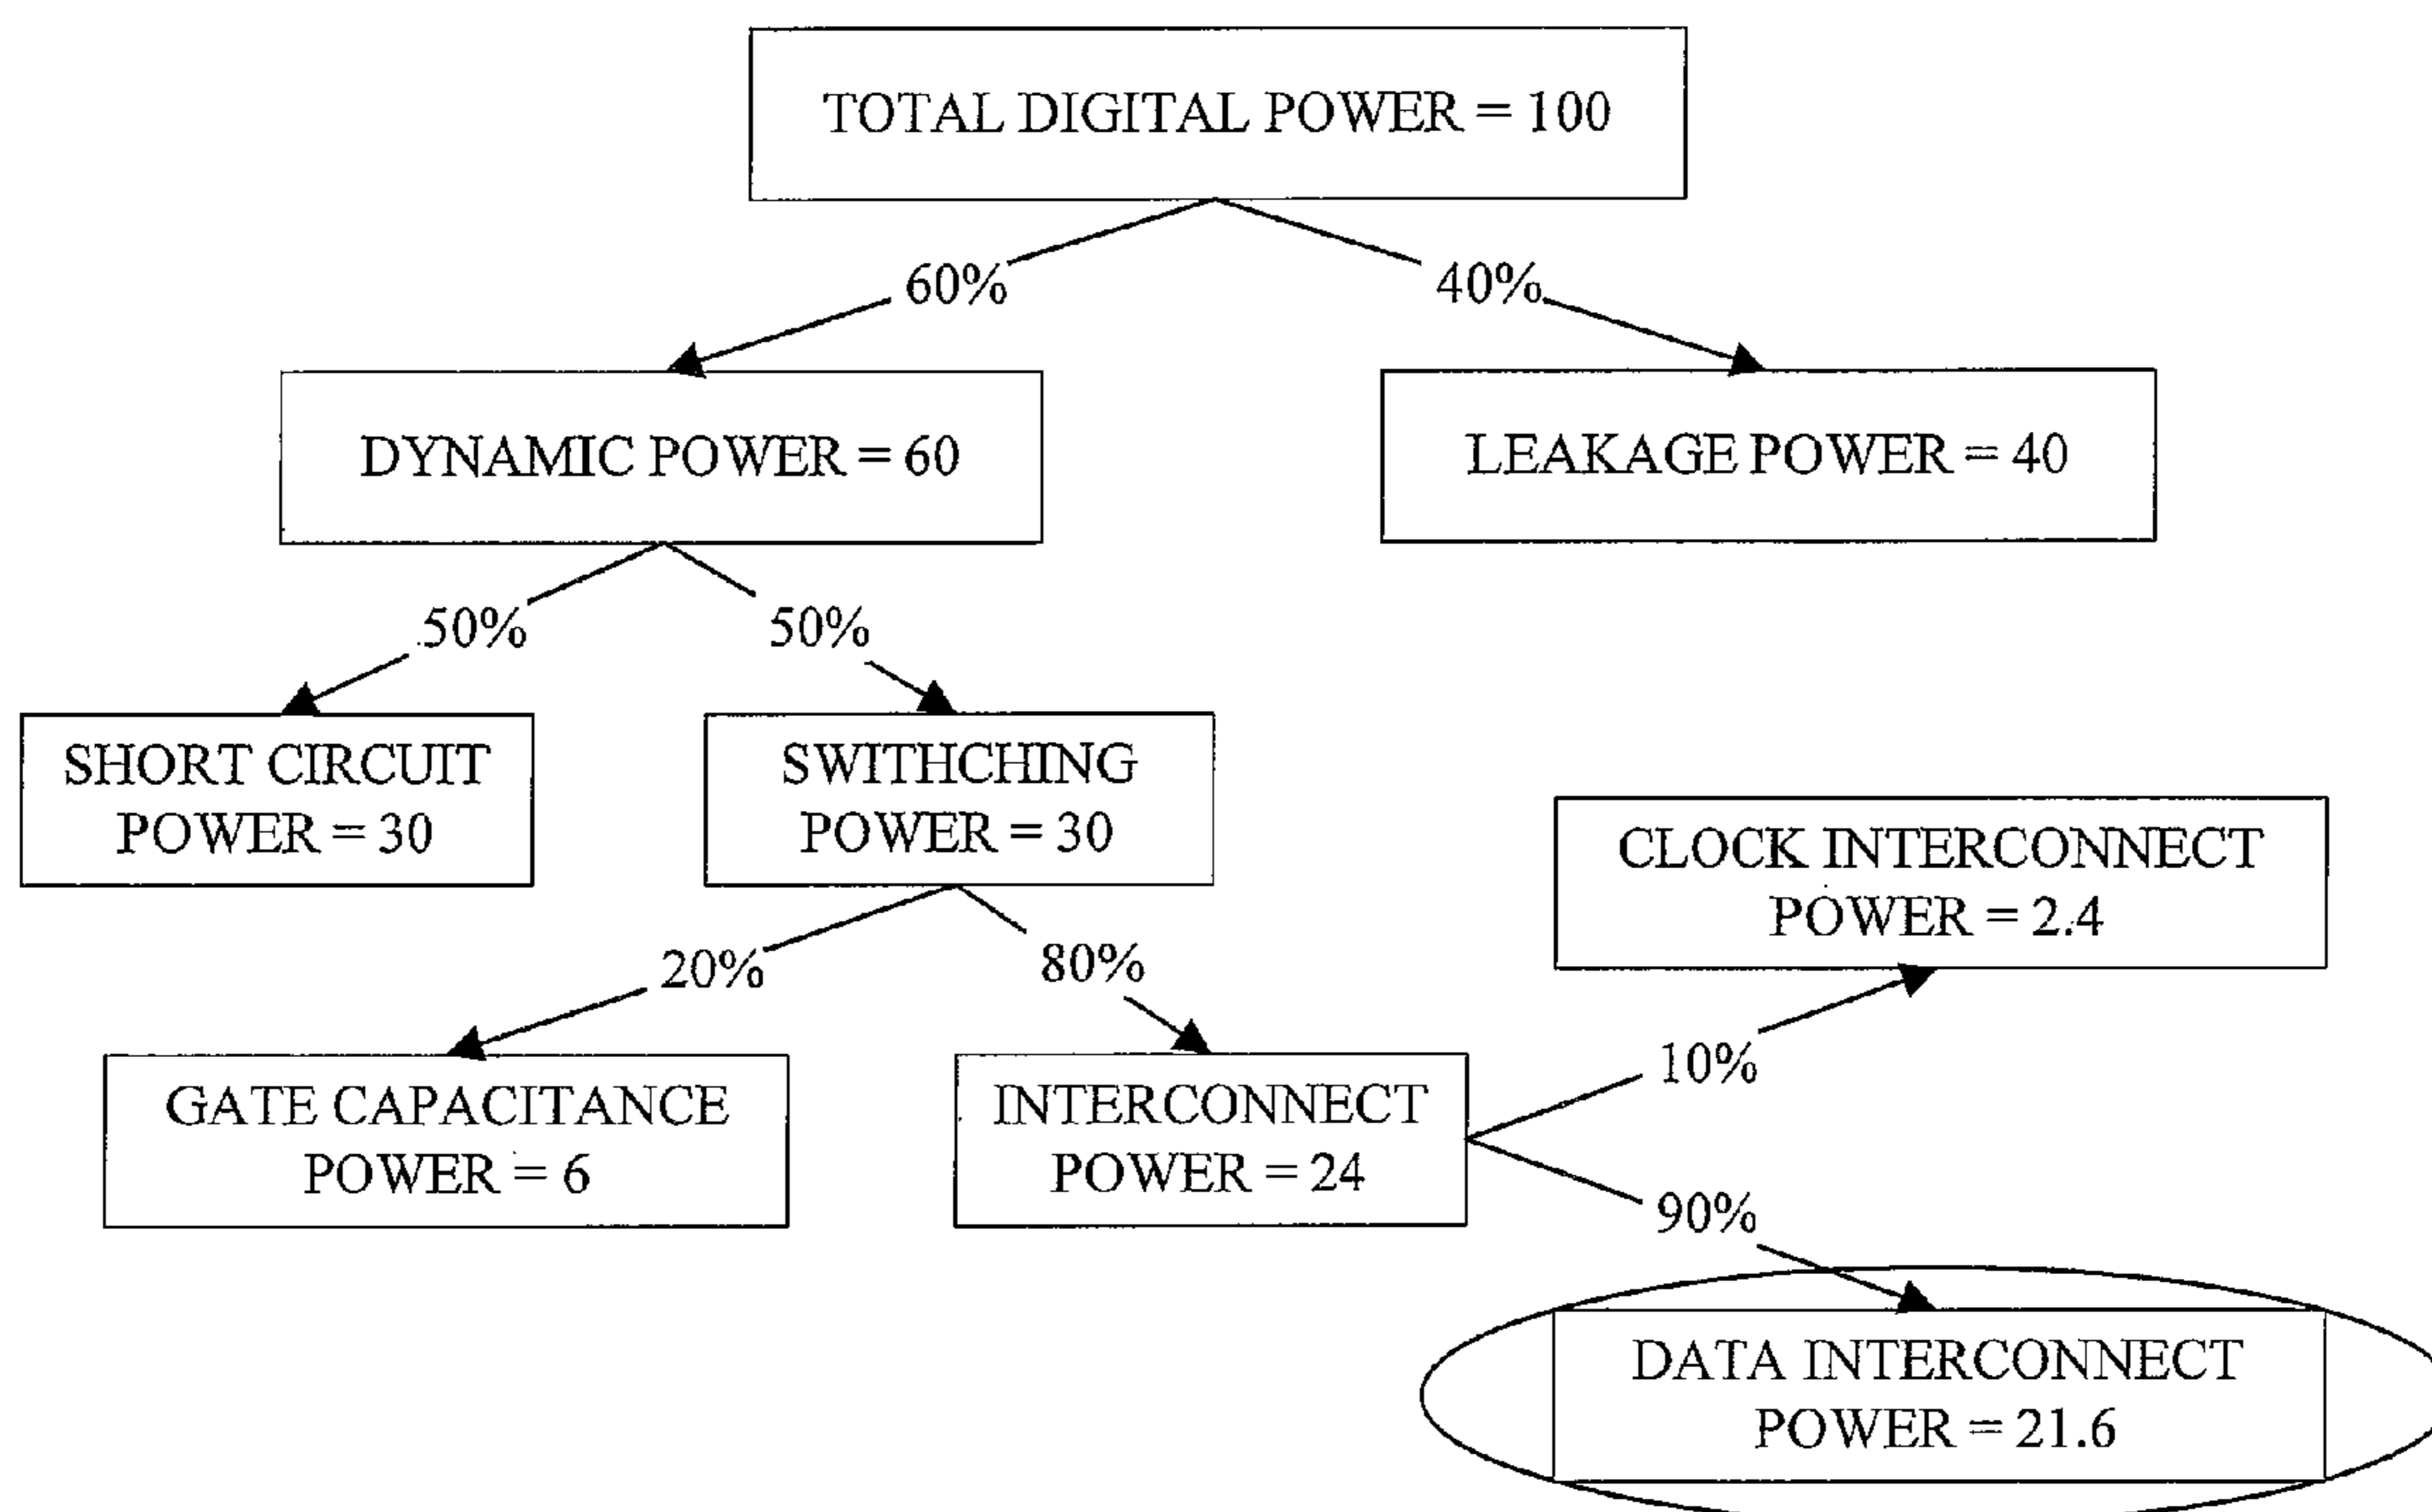 TOTAL DIGITAL POWER = 100
60%
40%
DYNAMIC POWER = 60
LEAKAGE POWER = 40
50%
50%
SHORT CIRCUIT
POWER = 30
SWITHCHING
POWER = 30
CLOCK INTERCONNECT
POWER = 2.4
20%
80%
10%
GATE CAPACITANCE
POWER = 6
INTERCONNECT
POWER = 24
90%
DATA INTERCONNECT
POWER = 21.6